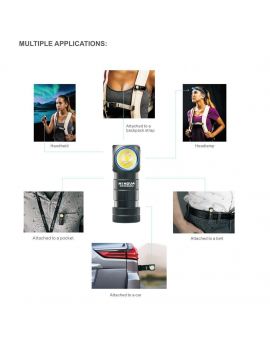 MULTIPLE APPLICATIONS:
Attached to a
backpack strap
Handheld
Headlamp
Attached to a pocket
Attached to a belt
Attached to a car